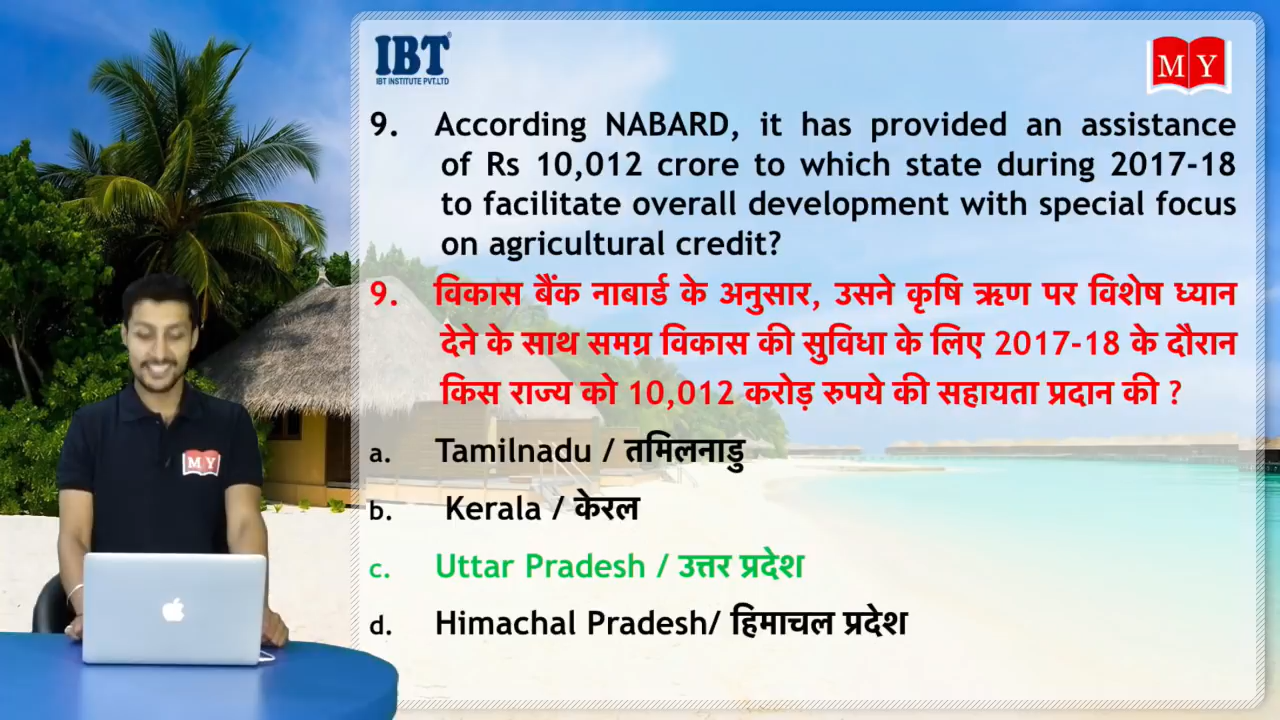 IBT
IBT INSTITUTE PVT.LTD
M Y
9. According NABARD, it has provided an assistance
of Rs 10,012 crore to which state during 2017-18
to facilitate overall development with special focus
on agricultural credit?
9. विकास बैंक नाबार्ड के अनुसार, उसने कृषि ऋण पर विशेष ध्यान
देने के साथ समग्र विकास की सुविधा के लिए 2017-18 के दौरान
किस राज्य को 10,012 करोड़ रुपये की सहायता प्रदान की ?
a. Tamilnadu / तमिलनाडु
b. Kerala / केरल
c. Uttar Pradesh / उत्तर प्रदेश
d. Himachal Pradesh/ हिमाचल प्रदेश
M Y